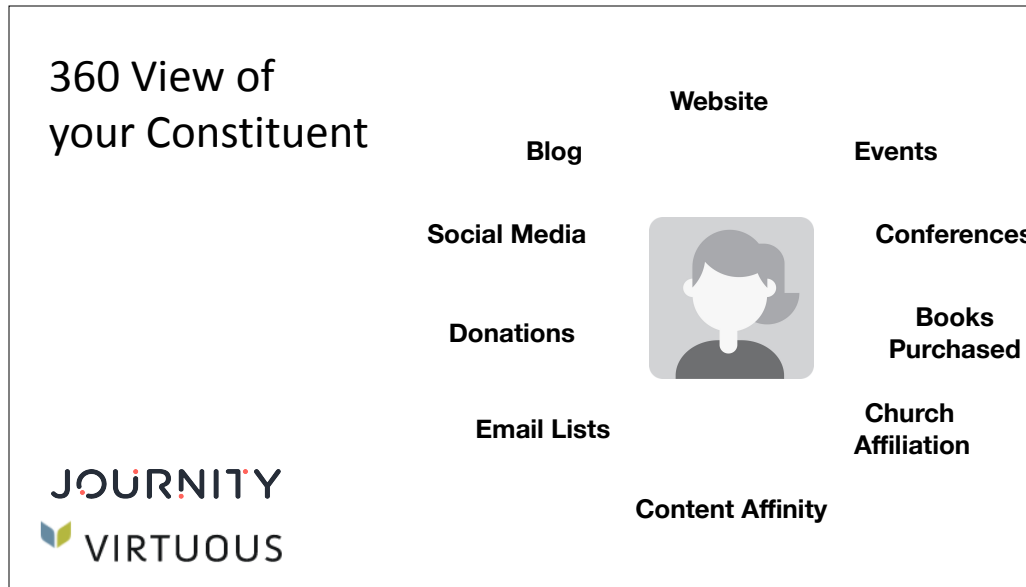 360 View of
your Constituent
Website
Blog
Events
Social Media
Conferences
Donations
Books
Purchased
Email Lists
Church
Affiliation
Content Affinity
JOURNITY
VIRTUOUS